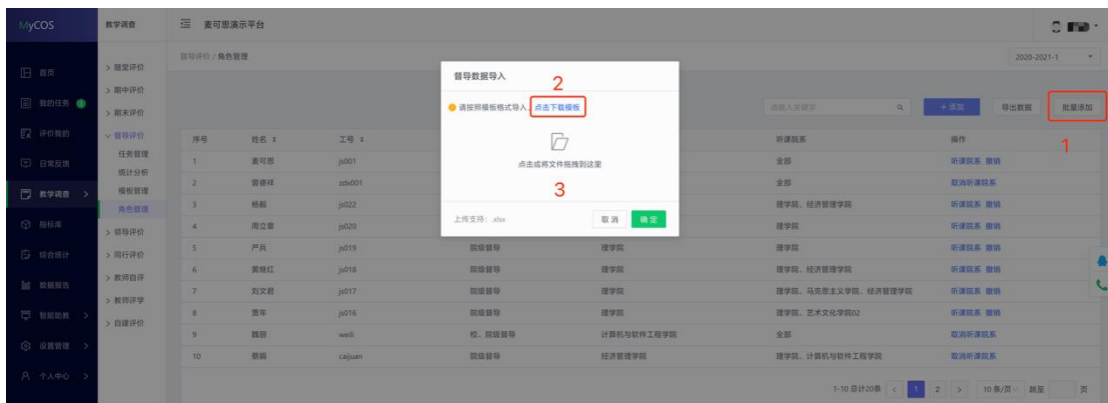 MyCOS
教学调查
麦可思演示平台
首页
我的任务
评价我的
日常反馈
教学调查
指标库
综合统计
数据报告
智能助教
设置管理
个人中心
> 随堂评价
> 期中评价
> 期末评价
督导评价
任务管理
统计分析
模板管理
角色管理
> 领导评价
> 同行评价
> 教师自评
> 教师评学
> 自建评价
督导评价 / 角色管理
2020-2021-1
督导数据导入
2
请按照模板格式导入, 点击下载模板
点击或将文件拖拽到这里
3
上传支持: .xlsx
取消 确定
请输入关键字
+ 添加 导出数据 批量添加
1
序号 姓名 工号 听课院系 操作
1 麦可思 js001 全部 听课院系 撤销
2 曾德祥 zdx001 全部 取消听课院系
3 杨毅 js022 理学院、经济管理学院 听课院系 撤销
4 周立章 js020 理学院 听课院系 撤销
5 严兵 js019 院级督导 理学院 理学院 听课院系 撤销
6 黄继红 js018 院级督导 理学院 理学院、经济管理学院 听课院系 撤销
7 刘文君 js017 院级督导 理学院 理学院、马克思主义学院、经济管理学院 听课院系 撤销
8 贾年 js016 院级督导 理学院 理学院、艺术文化学院02 听课院系 撤销
9 魏丽 weili 校、院级督导 计算机与软件工程学院 全部 取消听课院系
10 蔡娟 caijuan 院级督导 经济管理学院 理学院、计算机与软件工程学院 取消听课院系
1-10 总计20条 < 1 2 > 10 条/页 跳至 页